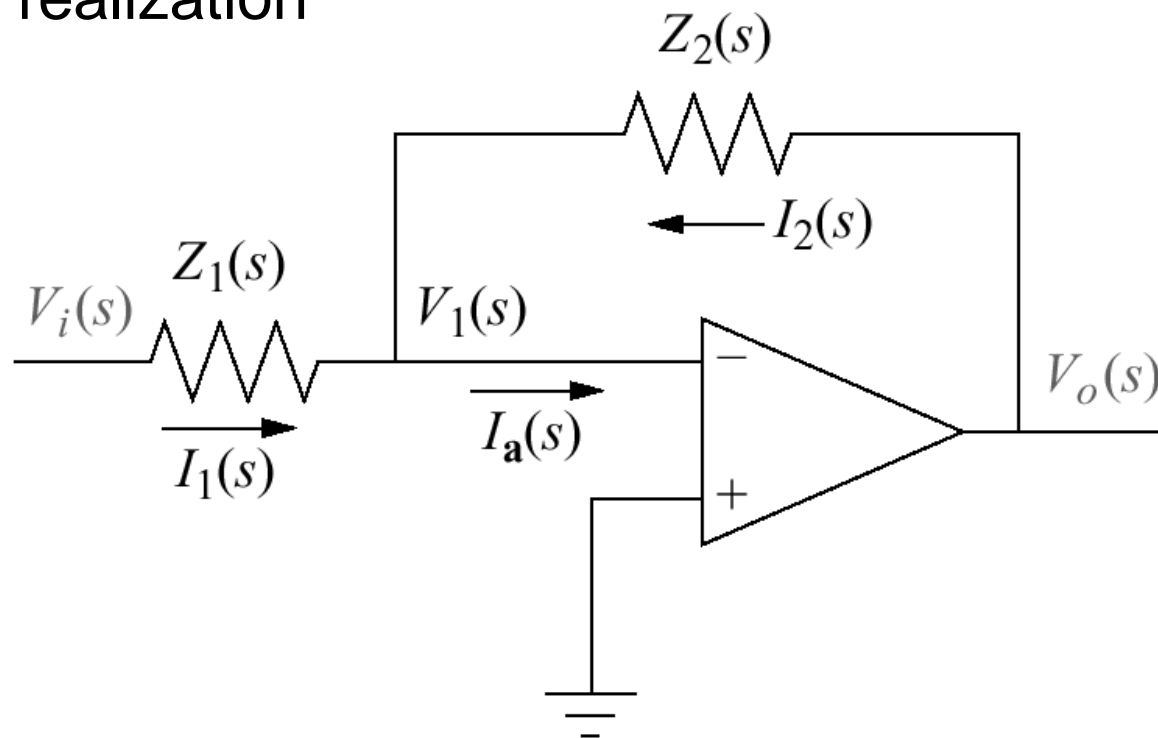 realization
Z₂(s)
I₂(s)
Z₁(s)
Vᵢ(s)
V₁(s)
−
Vₒ(s)
Iₐ(s)
I₁(s)
+